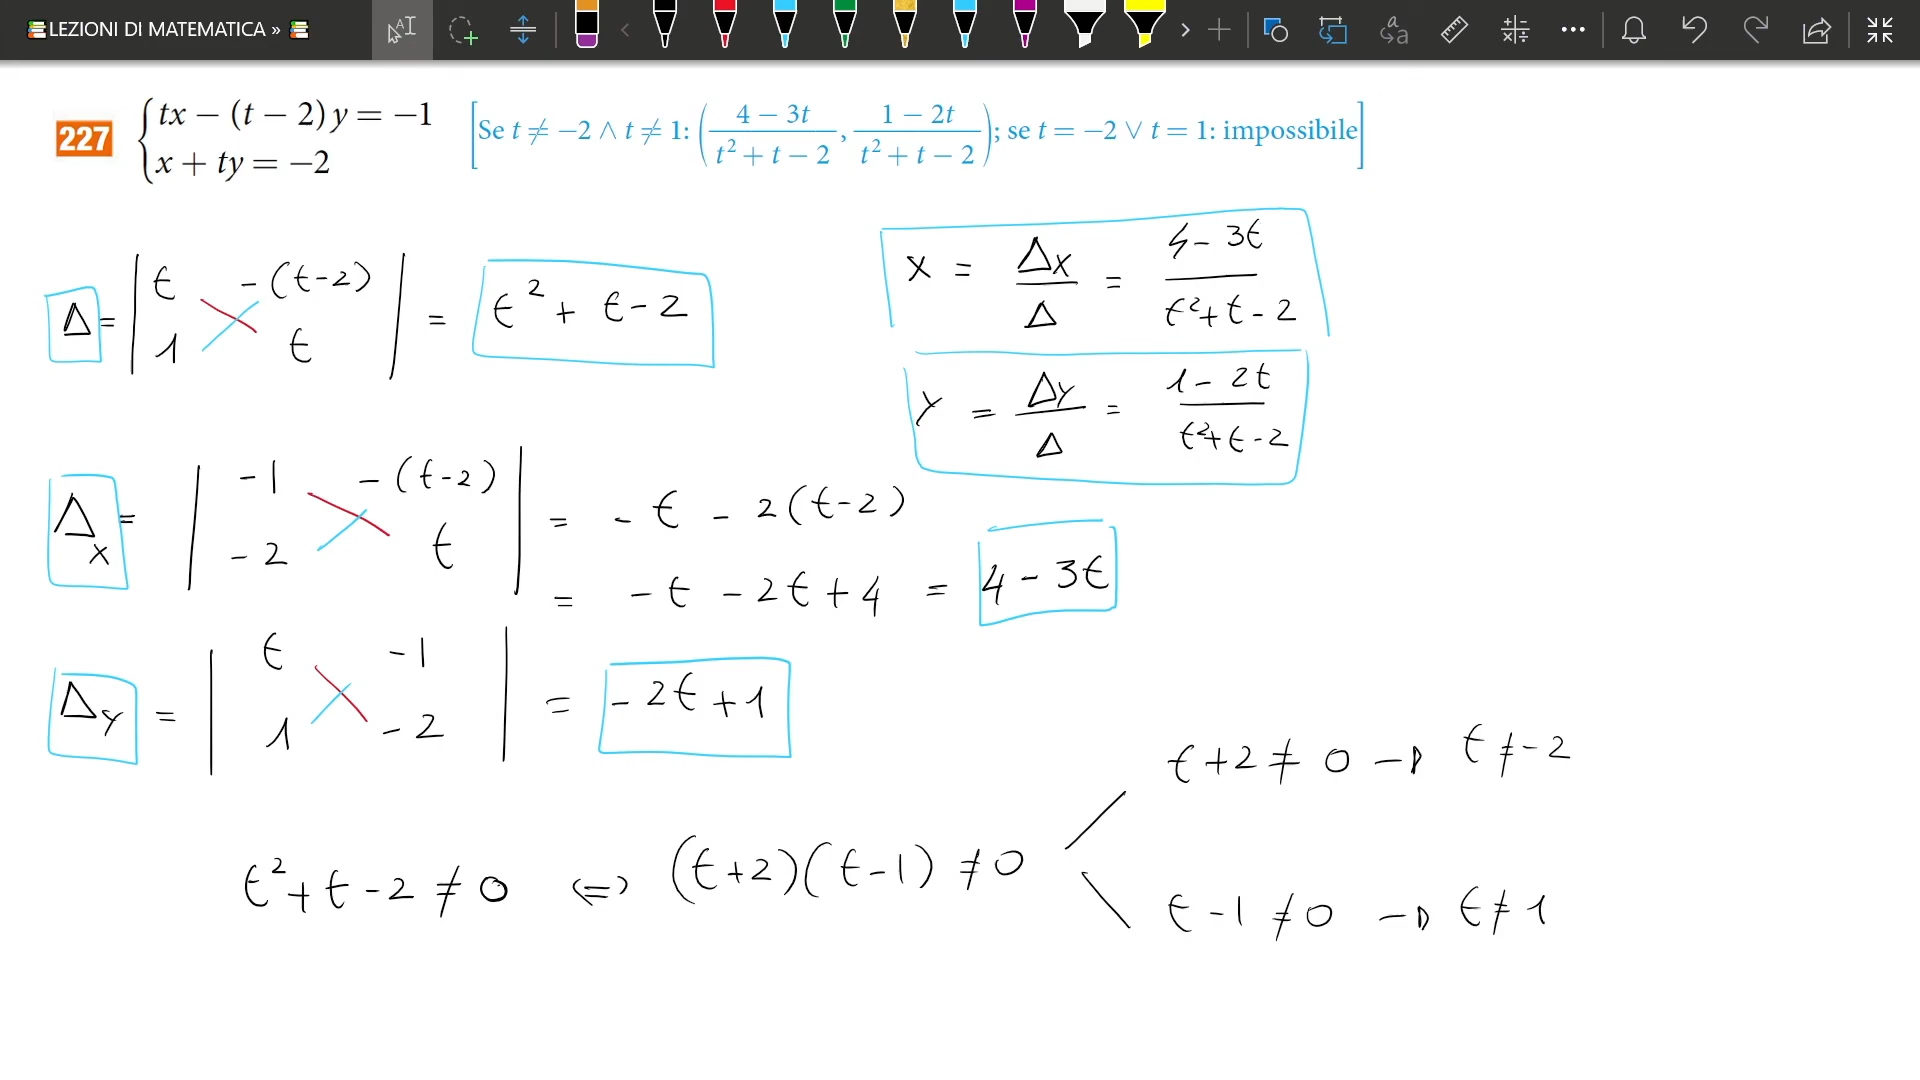 📚LEZIONI DI MATEMATICA » 📚
227 { tx − (t − 2) y = −1
x + ty = −2
[Se t ≠ −2 ∧ t ≠ 1: ( (4 − 3t)/(t² + t − 2) , (1 − 2t)/(t² + t − 2) ); se t = −2 ∨ t = 1: impossibile]
Δ = | t −(t−2) | = t² + t − 2
| 1 t |
x = Δx/Δ = (4 − 3t)/(t² + t − 2)
y = Δy/Δ = (1 − 2t)/(t² + t − 2)
Δx = | −1 −(t−2) | = −t − 2(t−2)
| −2 t | = −t − 2t + 4 = 4 − 3t
Δy = | t −1 | = −2t + 1
| 1 −2 |
t² + t − 2 ≠ 0 ⇔ (t+2)(t−1) ≠ 0
t + 2 ≠ 0 → t ≠ −2
t − 1 ≠ 0 → t ≠ 1